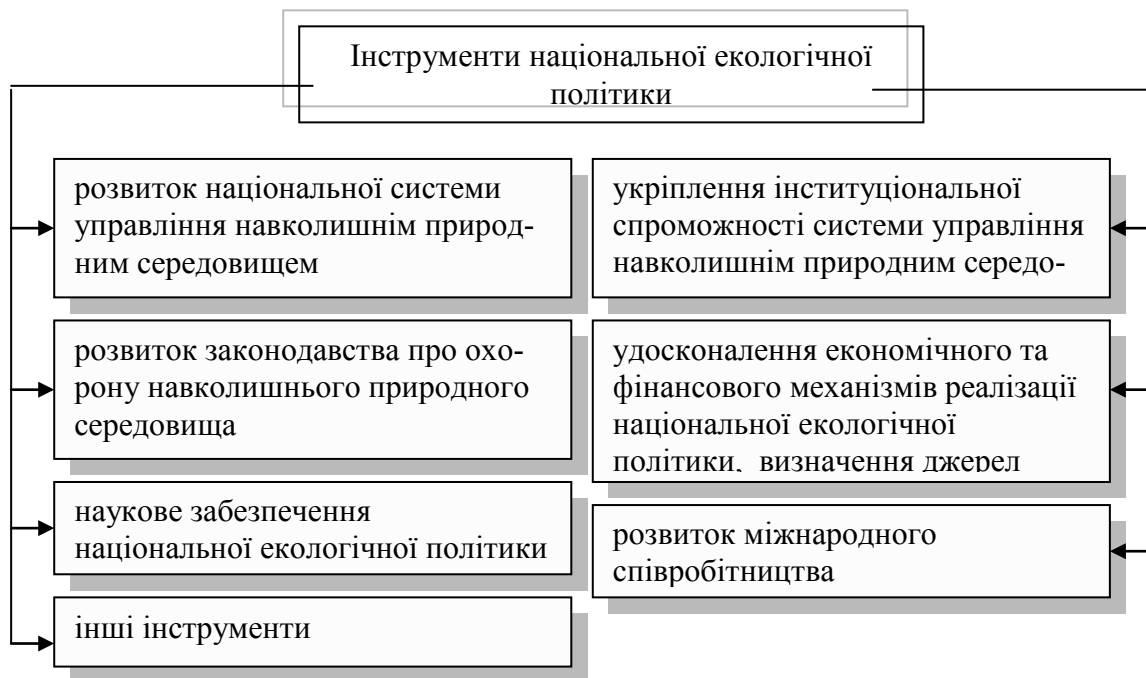 Інструменти національної екологічної
політики
розвиток національної системи
управління навколишнім природ-
ним середовищем
розвиток законодавства про охо-
рону навколишнього природного
середовища
наукове забезпечення
національної екологічної політики
інші інструменти
укріплення інституціональної
спроможності системи управління
навколишнім природним середо-
удосконалення економічного та
фінансового механізмів реалізації
національної екологічної
політики,  визначення джерел
розвиток міжнародного
співробітництва